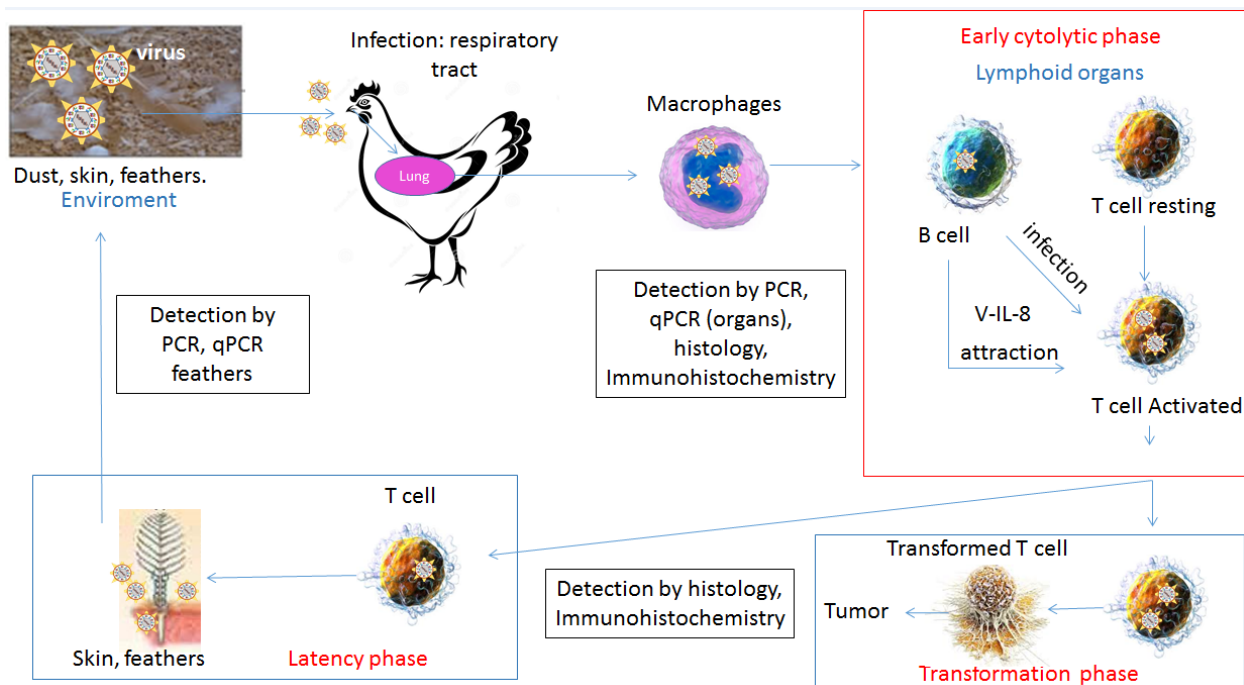 virus
Dust, skin, feathers.
Enviroment
Infection: respiratory
tract
Lung
Macrophages
Detection by PCR,
qPCR (organs),
histology,
Immunohistochemistry
Early cytolytic phase
Lymphoid organs
B cell
T cell resting
infection
V-IL-8
attraction
T cell Activated
Detection by
PCR, qPCR
feathers
T cell
Skin, feathers
Latency phase
Detection by histology,
Immunohistochemistry
Transformed T cell
Tumor
Transformation phase